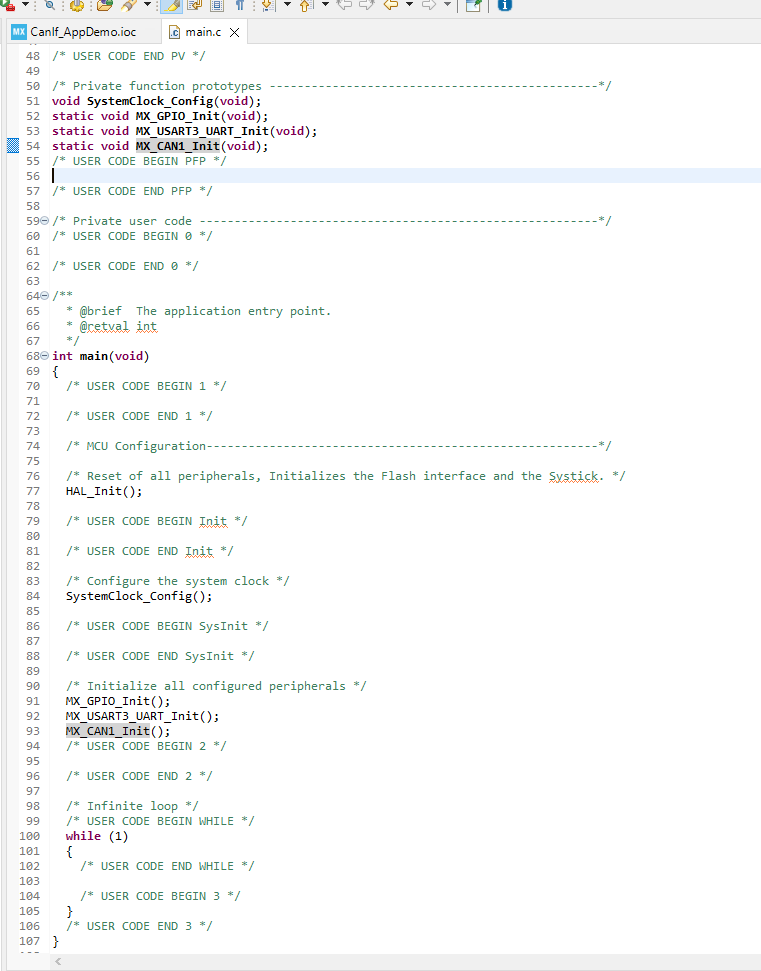 MX CanIf_AppDemo.ioc
.c main.c
48 /* USER CODE END PV */
49
50 /* Private function prototypes -----------------------------------------------*/
51 void SystemClock_Config(void);
52 static void MX_GPIO_Init(void);
53 static void MX_USART3_UART_Init(void);
54 static void MX_CAN1_Init(void);
55 /* USER CODE BEGIN PFP */
56
57 /* USER CODE END PFP */
58
59 /* Private user code ---------------------------------------------------------*/
60 /* USER CODE BEGIN 0 */
61
62 /* USER CODE END 0 */
63
64 /**
65   * @brief  The application entry point.
66   * @retval int
67   */
68 int main(void)
69 {
70   /* USER CODE BEGIN 1 */
71
72   /* USER CODE END 1 */
73
74   /* MCU Configuration--------------------------------------------------------*/
75
76   /* Reset of all peripherals, Initializes the Flash interface and the Systick. */
77   HAL_Init();
78
79   /* USER CODE BEGIN Init */
80
81   /* USER CODE END Init */
82
83   /* Configure the system clock */
84   SystemClock_Config();
85
86   /* USER CODE BEGIN SysInit */
87
88   /* USER CODE END SysInit */
89
90   /* Initialize all configured peripherals */
91   MX_GPIO_Init();
92   MX_USART3_UART_Init();
93   MX_CAN1_Init();
94   /* USER CODE BEGIN 2 */
95
96   /* USER CODE END 2 */
97
98   /* Infinite loop */
99   /* USER CODE BEGIN WHILE */
100   while (1)
101   {
102     /* USER CODE END WHILE */
103
104     /* USER CODE BEGIN 3 */
105   }
106   /* USER CODE END 3 */
107 }